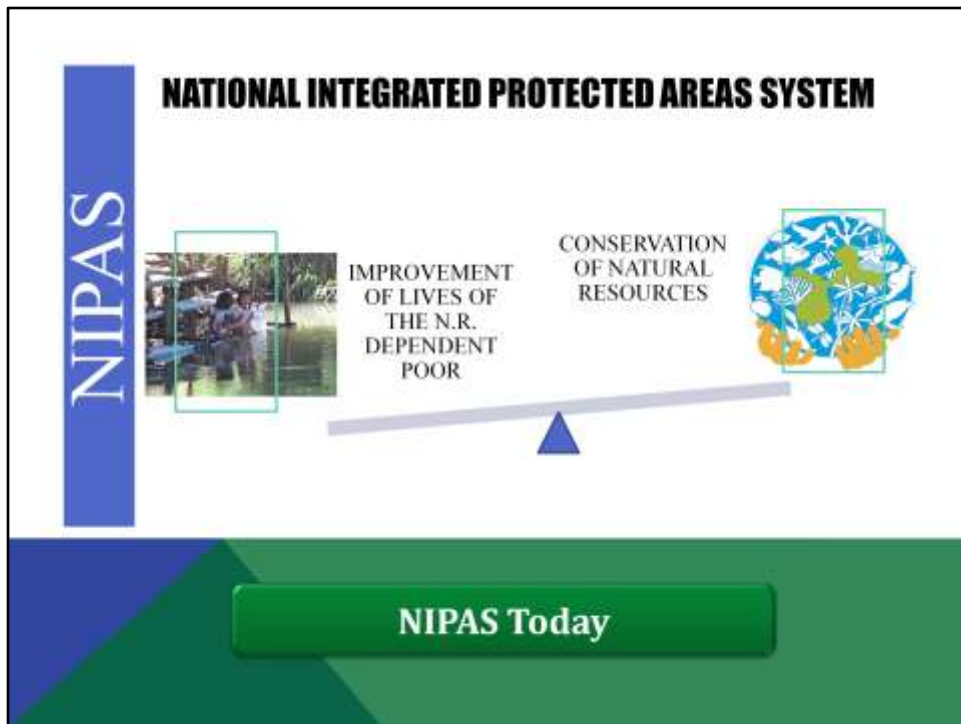 NATIONAL INTEGRATED PROTECTED AREAS SYSTEM
NIPAS
IMPROVEMENT
OF LIVES OF
THE N.R.
DEPENDENT
POOR
CONSERVATION
OF NATURAL
RESOURCES
NIPAS Today